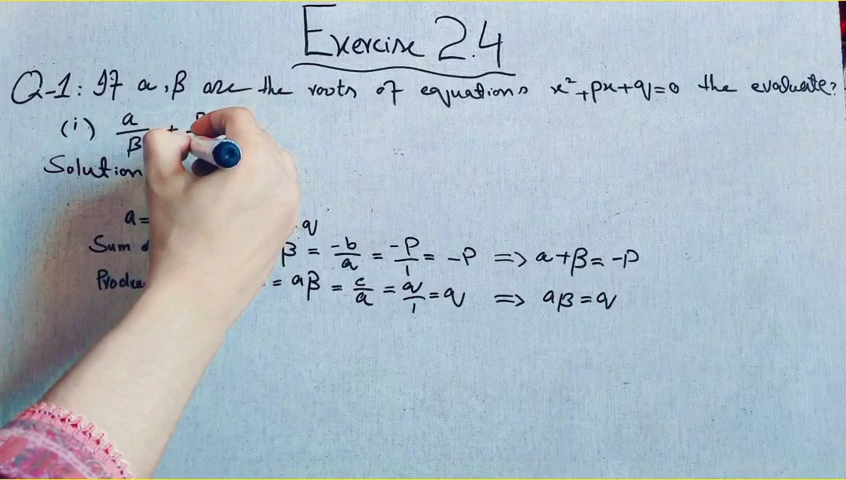 Exercise 2.4
Q-1: If α, β are the roots of equations x²+px+q=0 the evaluate?
(i) α/β +
Solution
a= q
Sum β = -b/a = -P/1 = -P => α+β = -P
= αβ = c/a = q/1 = q => αβ = q